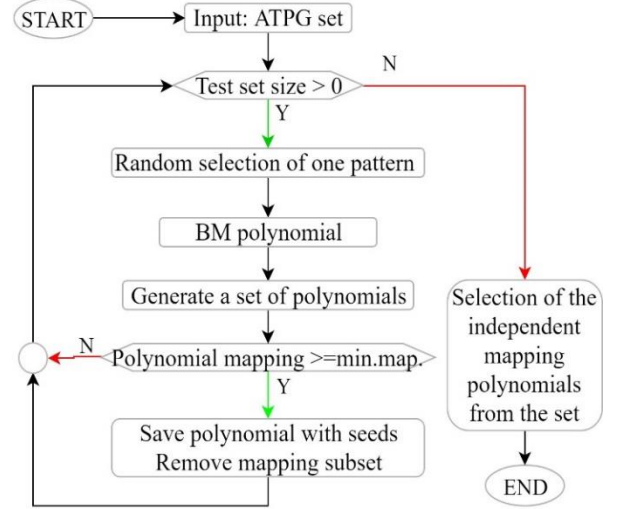 START
Input: ATPG set
Test set size > 0
N
Y
Random selection of one pattern
BM polynomial
Generate a set of polynomials
Polynomial mapping >=min.map.
N
Y
Save polynomial with seeds
Remove mapping subset
Selection of the
independent
mapping
polynomials
from the set
END